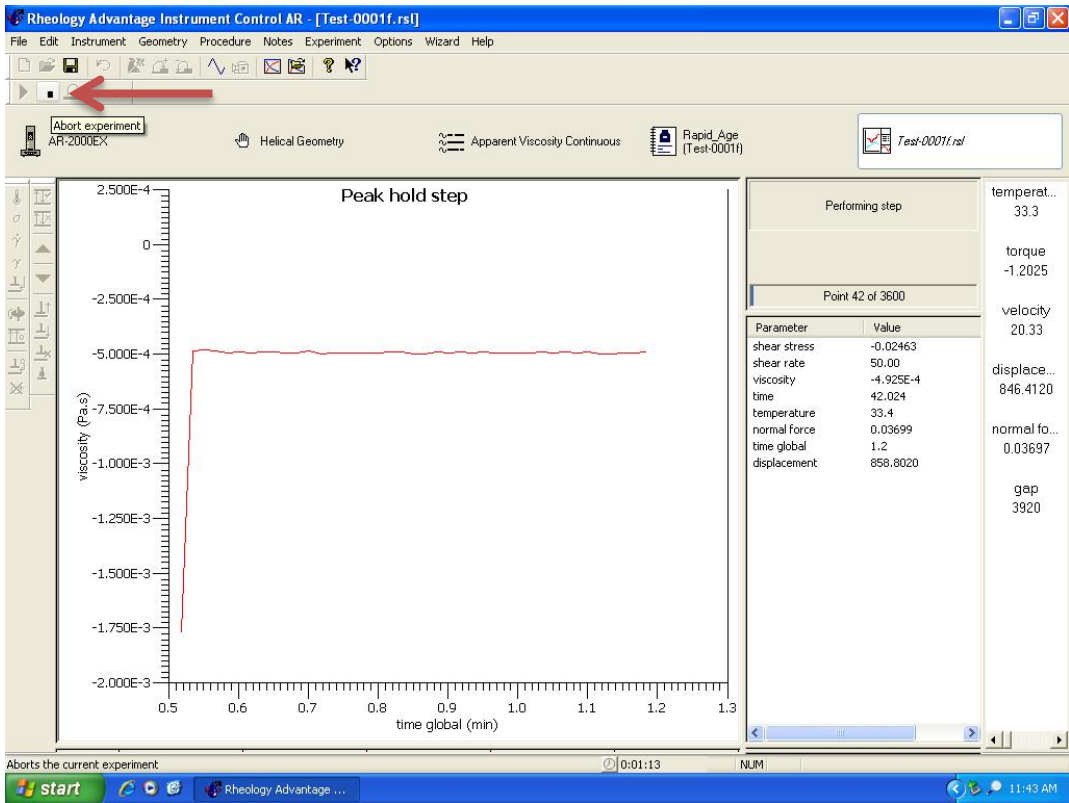 Rheology Advantage Instrument Control AR - [Test-0001f.rsl]
File Edit Instrument Geometry Procedure Notes Experiment Options Wizard Help
Abort experiment
AR-2000EX
Helical Geometry
Apparent Viscosity Continuous
Rapid_Age
(Test-0001f)
Test-0001f.rsl
Peak hold step
viscosity (Pa.s)
2.500E-4
0
-2.500E-4
-5.000E-4
-7.500E-4
-1.000E-3
-1.250E-3
-1.500E-3
-1.750E-3
-2.000E-3
0.5 0.6 0.7 0.8 0.9 1.0 1.1 1.2 1.3
time global (min)
Performing step
Point 42 of 3600
Parameter Value
shear stress -0.02463
shear rate 50.00
viscosity -4.925E-4
time 42.024
temperature 33.4
normal force 0.03699
time global 1.2
displacement 858.8020
temperat...
33.3
torque
-1.2025
velocity
20.33
displace...
846.4120
normal fo...
0.03697
gap
3920
Aborts the current experiment 0:01:13 NUM
start Rheology Advantage ... 11:43 AM